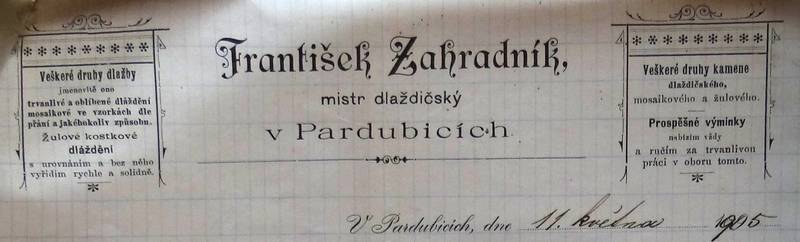 Veškeré druhy dlažby
jmenovitě ono
trvanlivé a oblíbené dláždění
mosaikové ve vzorkách dle
přání a jakéhokoliv způsobu.
Žulové kostkové
dláždění
s urovnáním a bez něho
vyřídím rychle a solidně.
František Zahradník,
mistr dlaždičský
v Pardubicích.
Veškeré druhy kamene
dlaždičského,
mosaikového a žulového.
Prospěšné výminky
nabízím vždy
a ručím za trvanlivou
práci v oboru tomto.
V Pardubicích, dne 11. května 1905